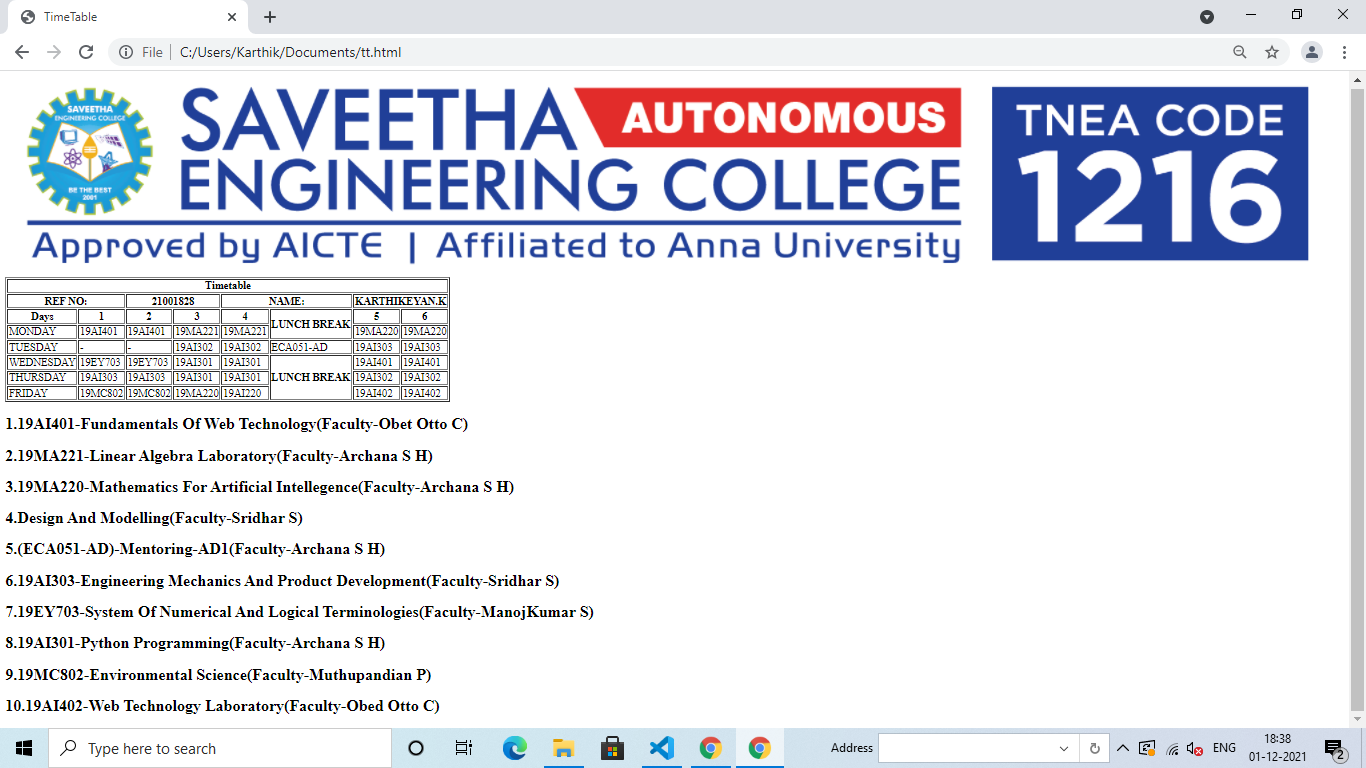 TimeTable
File C:/Users/Karthik/Documents/tt.html
SAVEETHA
ENGINEERING COLLEGE
BE THE BEST
2001
SAVEETHA AUTONOMOUS
ENGINEERING COLLEGE
Approved by AICTE | Affiliated to Anna University
TNEA CODE
1216
Timetable
REF NO: 21001828 NAME: KARTHIKEYAN.K
Days 1 2 3 4 LUNCH BREAK 5 6
MONDAY 19AI401 19AI401 19MA221 19MA221 19MA220 19MA220
TUESDAY - - 19AI302 19AI302 ECA051-AD 19AI303 19AI303
WEDNESDAY 19EY703 19EY703 19AI301 19AI301 LUNCH BREAK 19AI401 19AI401
THURSDAY 19AI303 19AI303 19AI301 19AI301 19AI302 19AI302
FRIDAY 19MC802 19MC802 19MA220 19AI220 19AI402 19AI402
1.19AI401-Fundamentals Of Web Technology(Faculty-Obet Otto C)
2.19MA221-Linear Algebra Laboratory(Faculty-Archana S H)
3.19MA220-Mathematics For Artificial Intellegence(Faculty-Archana S H)
4.Design And Modelling(Faculty-Sridhar S)
5.(ECA051-AD)-Mentoring-AD1(Faculty-Archana S H)
6.19AI303-Engineering Mechanics And Product Development(Faculty-Sridhar S)
7.19EY703-System Of Numerical And Logical Terminologies(Faculty-ManojKumar S)
8.19AI301-Python Programming(Faculty-Archana S H)
9.19MC802-Environmental Science(Faculty-Muthupandian P)
10.19AI402-Web Technology Laboratory(Faculty-Obed Otto C)
Type here to search
Address
ENG
18:38
01-12-2021
2